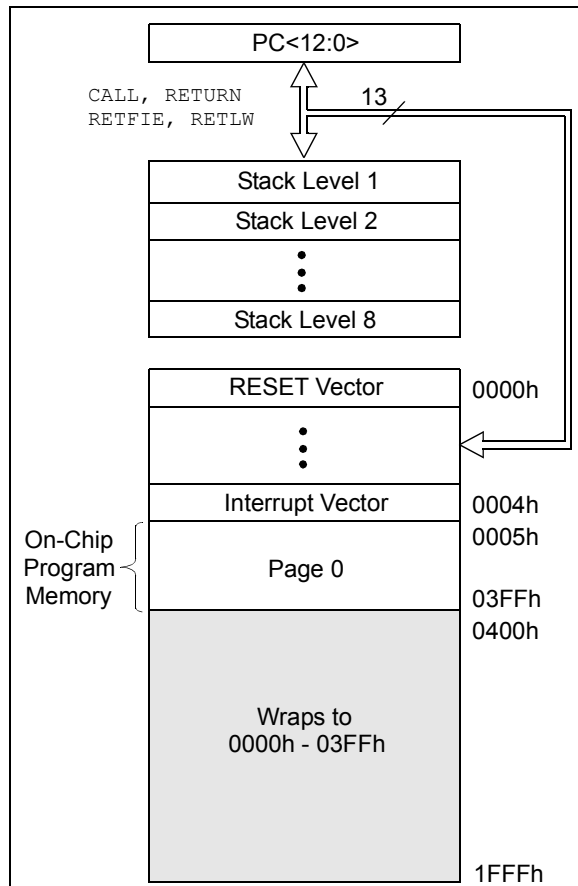 PC<12:0>
CALL, RETURN
RETFIE, RETLW
13
Stack Level 1
Stack Level 2
Stack Level 8
RESET Vector
0000h
Interrupt Vector
0004h
0005h
On-Chip
Program
Memory
Page 0
03FFh
0400h
Wraps to
0000h - 03FFh
1FFFh